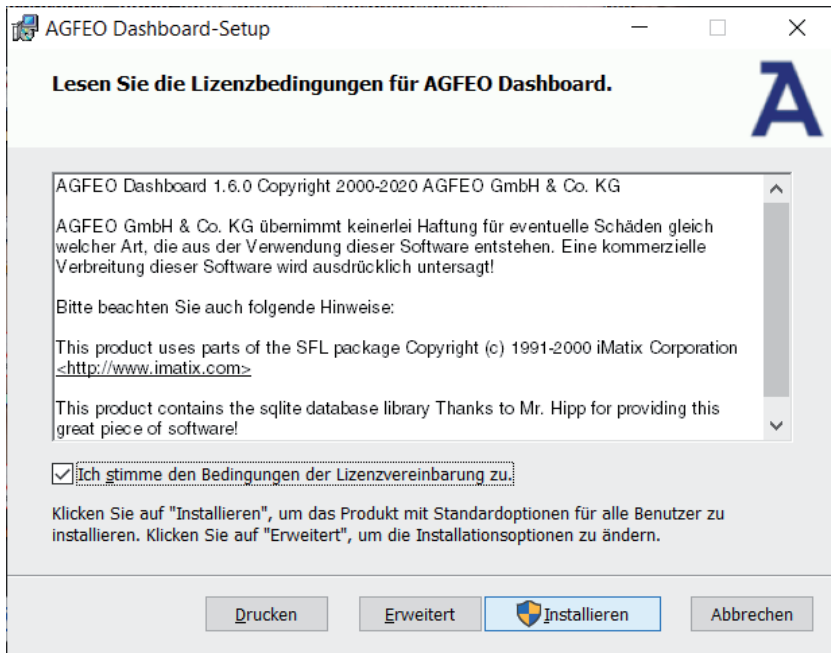 AGFEO Dashboard-Setup
Lesen Sie die Lizenzbedingungen für AGFEO Dashboard.
AGFEO Dashboard 1.6.0 Copyright 2000-2020 AGFEO GmbH & Co. KG
AGFEO GmbH & Co. KG übernimmt keinerlei Haftung für eventuelle Schäden gleich
welcher Art, die aus der Verwendung dieser Software entstehen. Eine kommerzielle
Verbreitung dieser Software wird ausdrücklich untersagt!
Bitte beachten Sie auch folgende Hinweise:
This product uses parts of the SFL package Copyright (c) 1991-2000 iMatix Corporation
<http://www.imatix.com>
This product contains the sqlite database library Thanks to Mr. Hipp for providing this
great piece of software!
Ich stimme den Bedingungen der Lizenzvereinbarung zu.
Klicken Sie auf "Installieren", um das Produkt mit Standardoptionen für alle Benutzer zu
installieren. Klicken Sie auf "Erweitert", um die Installationsoptionen zu ändern.
Drucken Erweitert Installieren Abbrechen